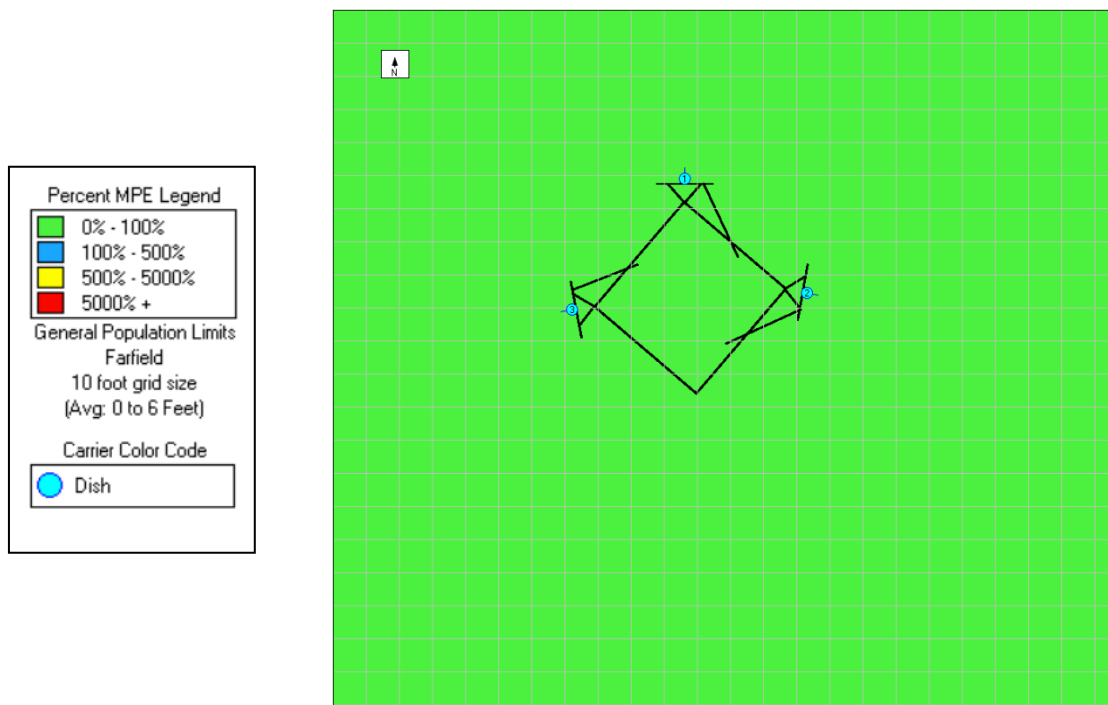 N
1
2
3
Percent MPE Legend
0% - 100%
100% - 500%
500% - 5000%
5000% +
General Population Limits
Farfield
10 foot grid size
(Avg: 0 to 6 Feet)
Carrier Color Code
Dish